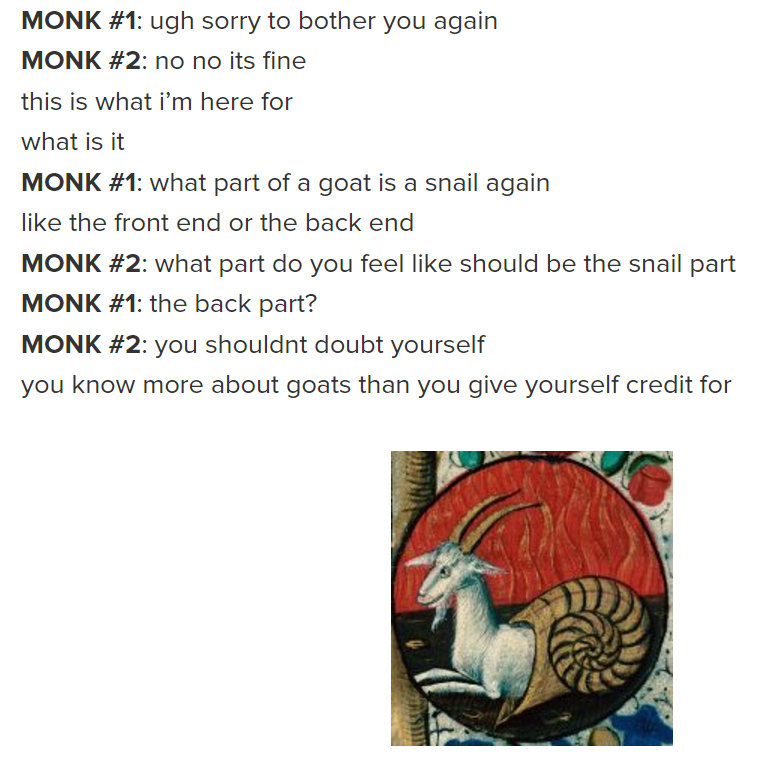 MONK #1: ugh sorry to bother you again
MONK #2: no no its fine
this is what i’m here for
what is it
MONK #1: what part of a goat is a snail again
like the front end or the back end
MONK #2: what part do you feel like should be the snail part
MONK #1: the back part?
MONK #2: you shouldnt doubt yourself
you know more about goats than you give yourself credit for